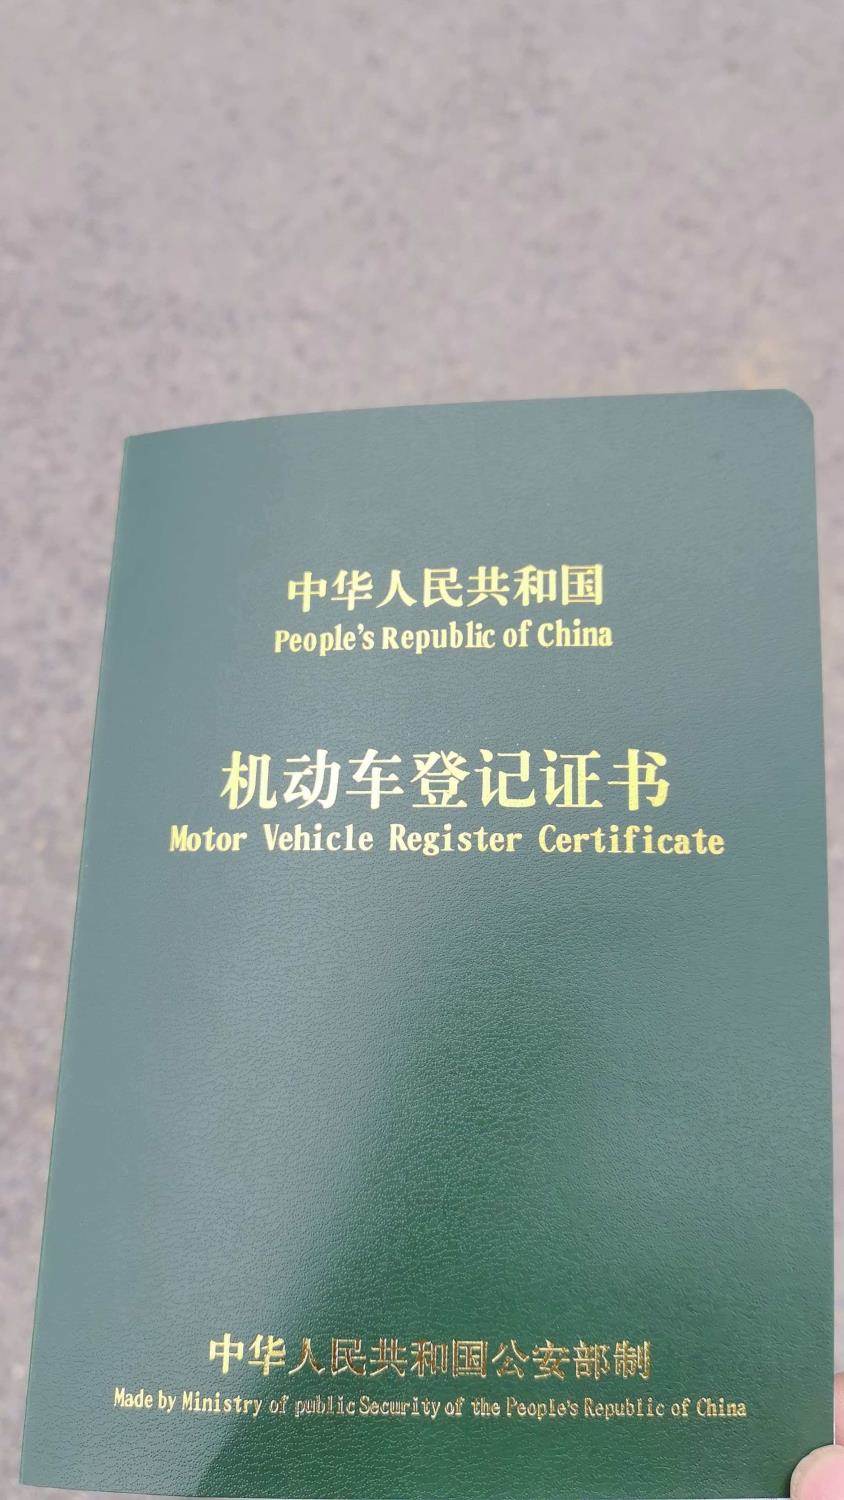 中华人民共和国
People's Republic of China
机动车登记证书
Motor Vehicle Register Certificate
中华人民共和国公安部制
Made by Ministry of public Security of the People's Republic of China